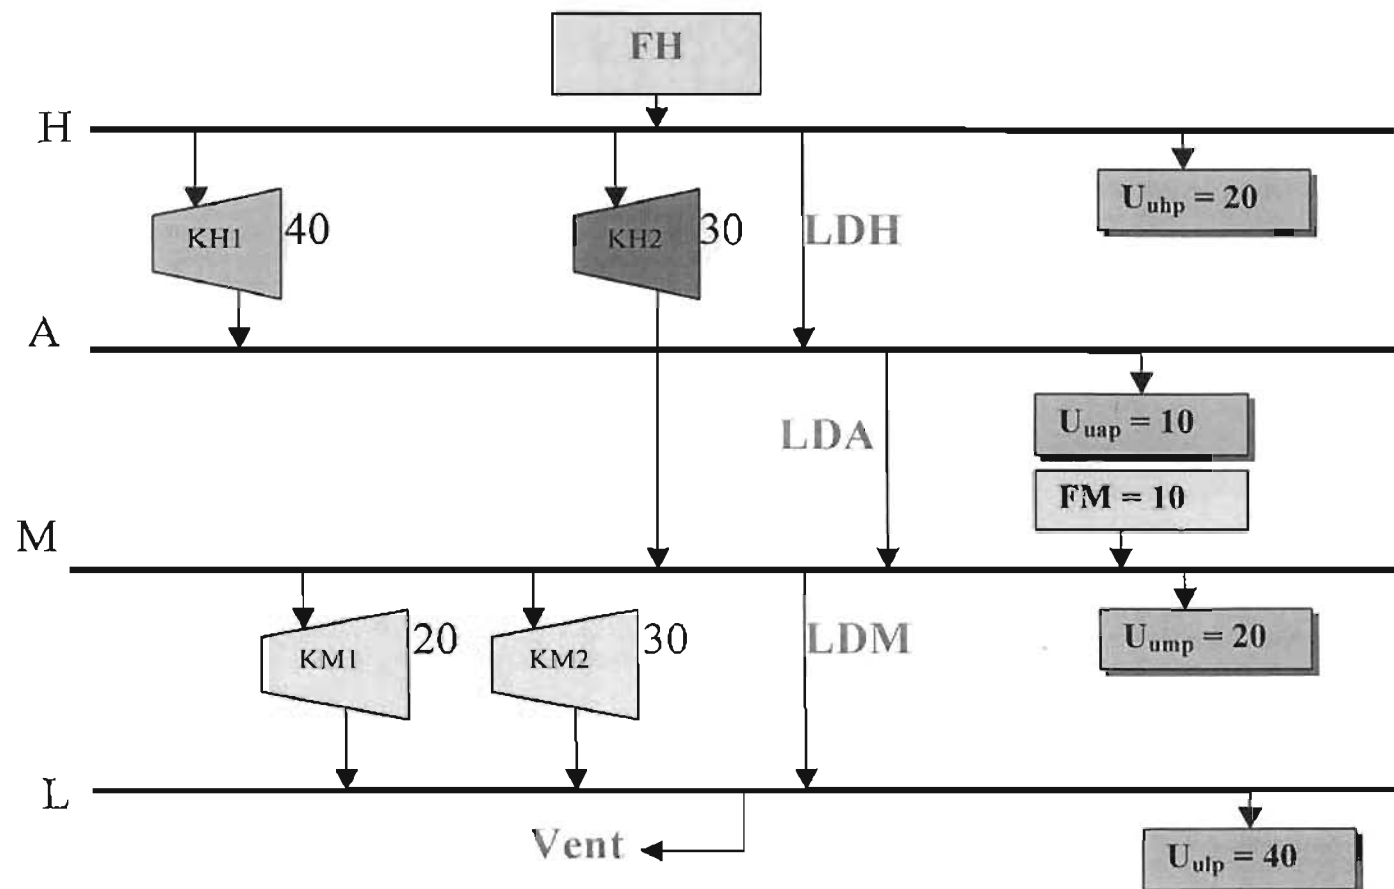 FH
H
KH1 40
KH2 30
LDH
Uuhp = 20
A
LDA
Uuap = 10
FM = 10
M
KM1 20
KM2 30
LDM
Uump = 20
L
Vent
Uulp = 40